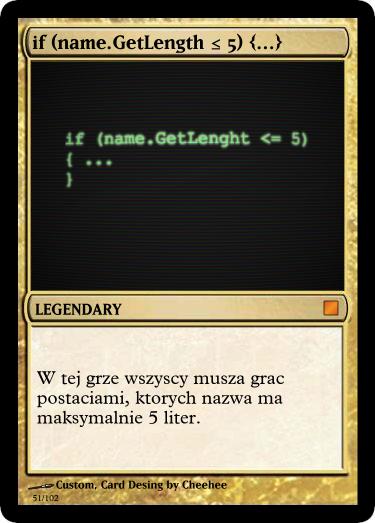 if (name.GetLength ≤ 5) {...}
if (name.GetLenght <= 5)
{ ...
}
LEGENDARY
W tej grze wszyscy musza grac
postaciami, ktorych nazwa ma
maksymalnie 5 liter.
Custom, Card Desing by Cheehee
51/102